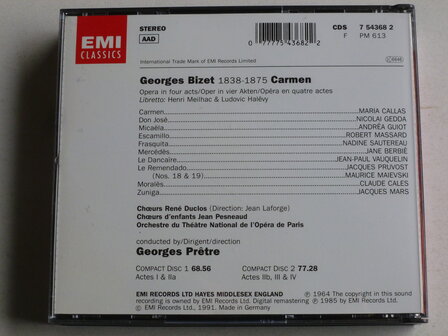 EMI
CLASSICS
STEREO
AAD
0 77775 43682 2
CDS 7 54368 2
F PM 613
International Trade Mark of EMI Records Limited
Georges Bizet 1838-1875 Carmen
Opera in four acts/Oper in vier Akten/Opéra en quatre actes
Libretto: Henri Meilhac & Ludovic Halévy
Carmen MARIA CALLAS
Don José NICOLAI GEDDA
Micaëla ANDRÉA GUIOT
Escamillo ROBERT MASSARD
Frasquita NADINE SAUTEREAU
Mercédès JANE BERBIÉ
Le Dancaïre JEAN-PAUL VAUQUELIN
Le Remendado JACQUES PRUVOST
(Nos. 18 & 19) MAURICE MAIEVSKI
Moralès CLAUDE CALES
Zuniga JACQUES MARS
Chœurs René Duclos (Direction: Jean Laforge)
Chœurs d'enfants Jean Pesneaud
Orchestre du Théâtre National de l'Opéra de Paris
conducted by/Dirigent/direction
Georges Prêtre
COMPACT DISC 1 68.56 COMPACT DISC 2 77.28
Actes I & IIa Actes IIb, III & IV
EMI RECORDS LTD HAYES MIDDLESEX ENGLAND ℗ 1964 The copyright in this sound
recording is owned by EMI Records Ltd. Digital remastering ℗ 1985 by EMI Records Ltd.
© EMI Records Ltd, 1991. Made in Germany